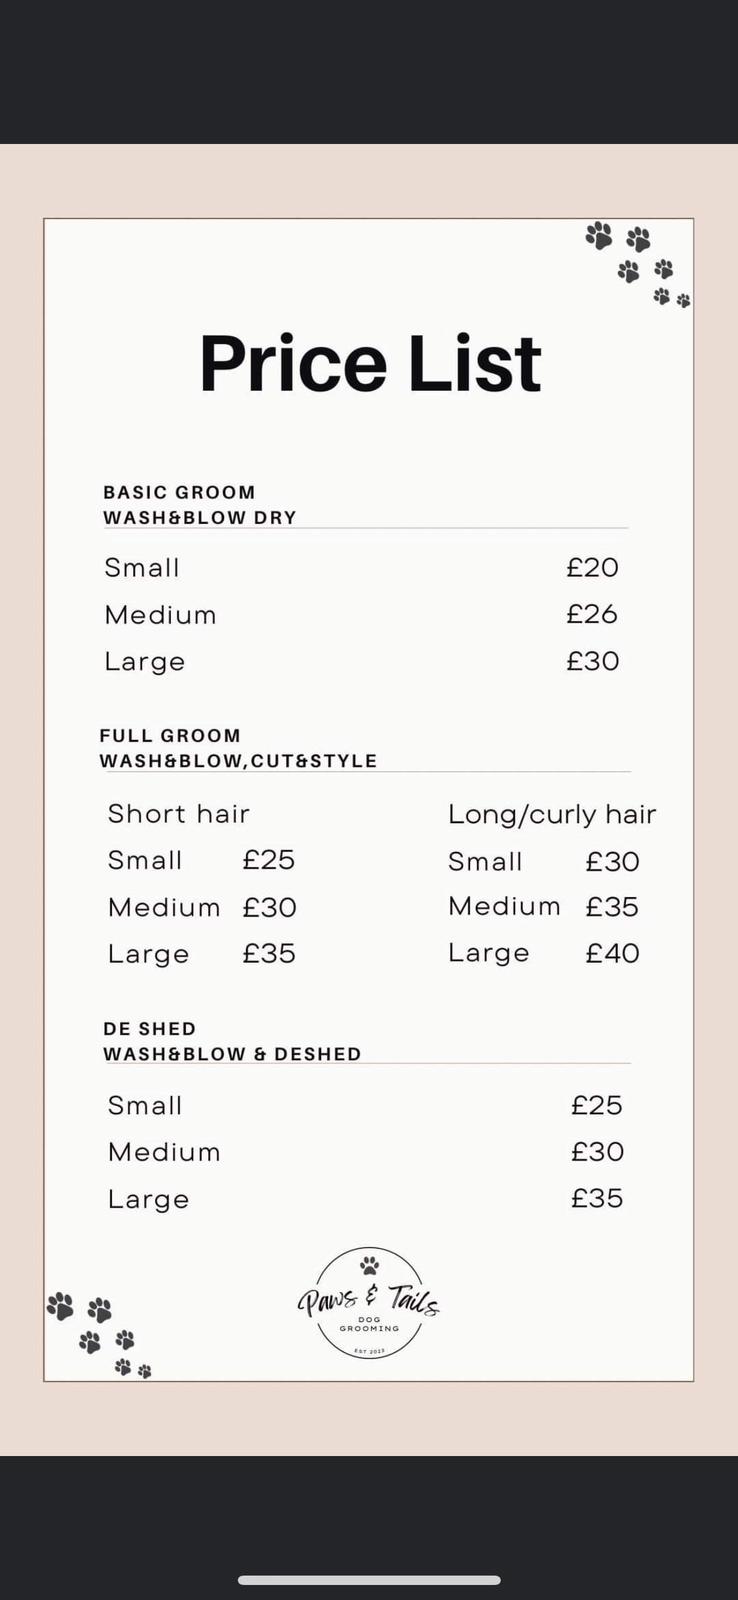 Price List
BASIC GROOM
WASH&BLOW DRY
Small £20
Medium £26
Large £30
FULL GROOM
WASH&BLOW,CUT&STYLE
Short hair
Small £25
Medium £30
Large £35
Long/curly hair
Small £30
Medium £35
Large £40
DE SHED
WASH&BLOW & DESHED
Small £25
Medium £30
Large £35
Paws & Tails
DOG
GROOMING
EST